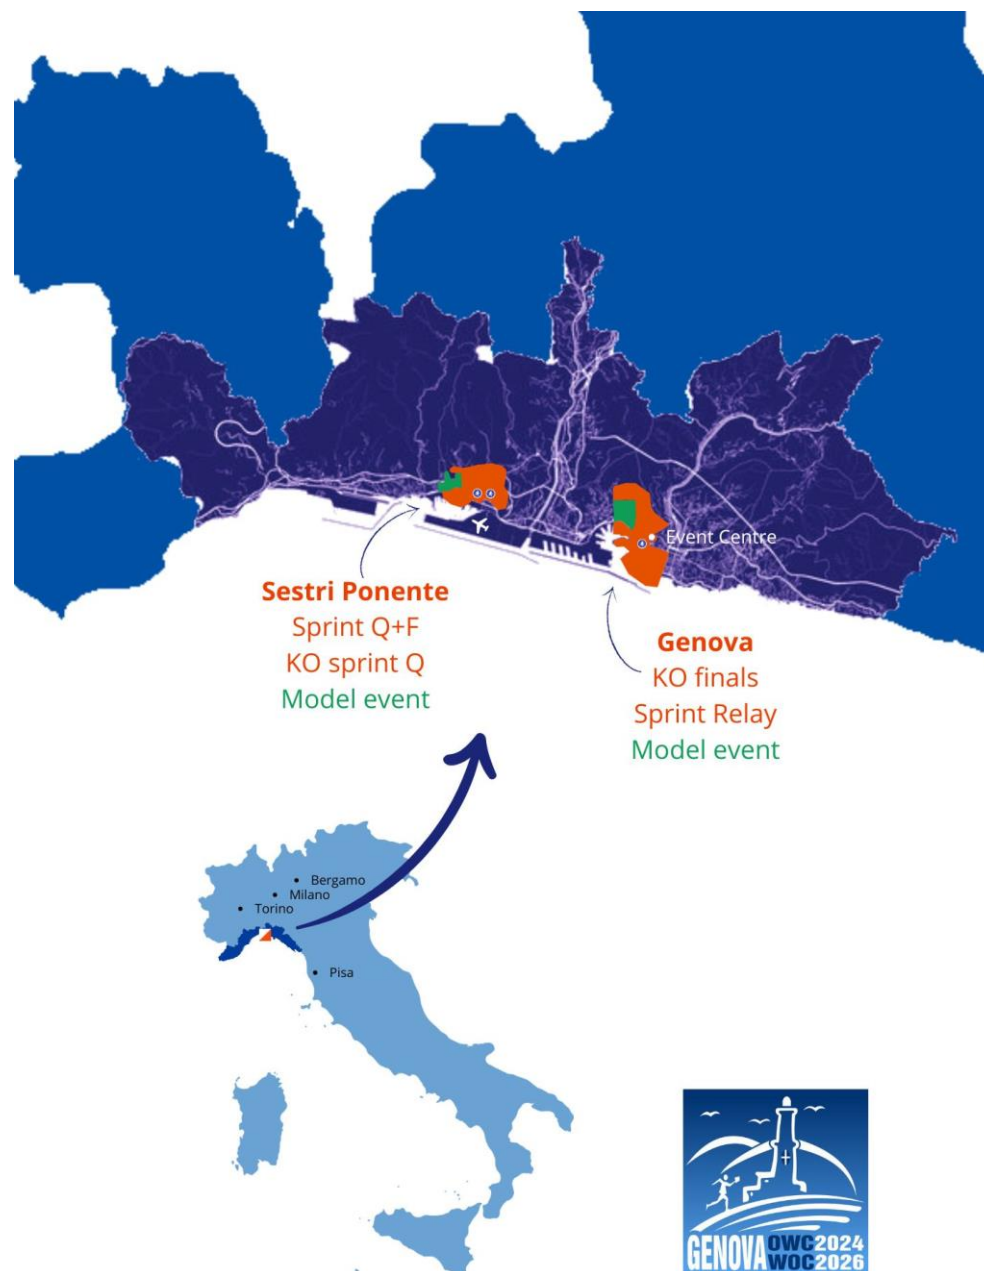 Event Centre
Sestri Ponente
Sprint Q+F
KO sprint Q
Model event
Genova
KO finals
Sprint Relay
Model event
Bergamo
Milano
Torino
Pisa
GENOVA OWC2024
WOC2026